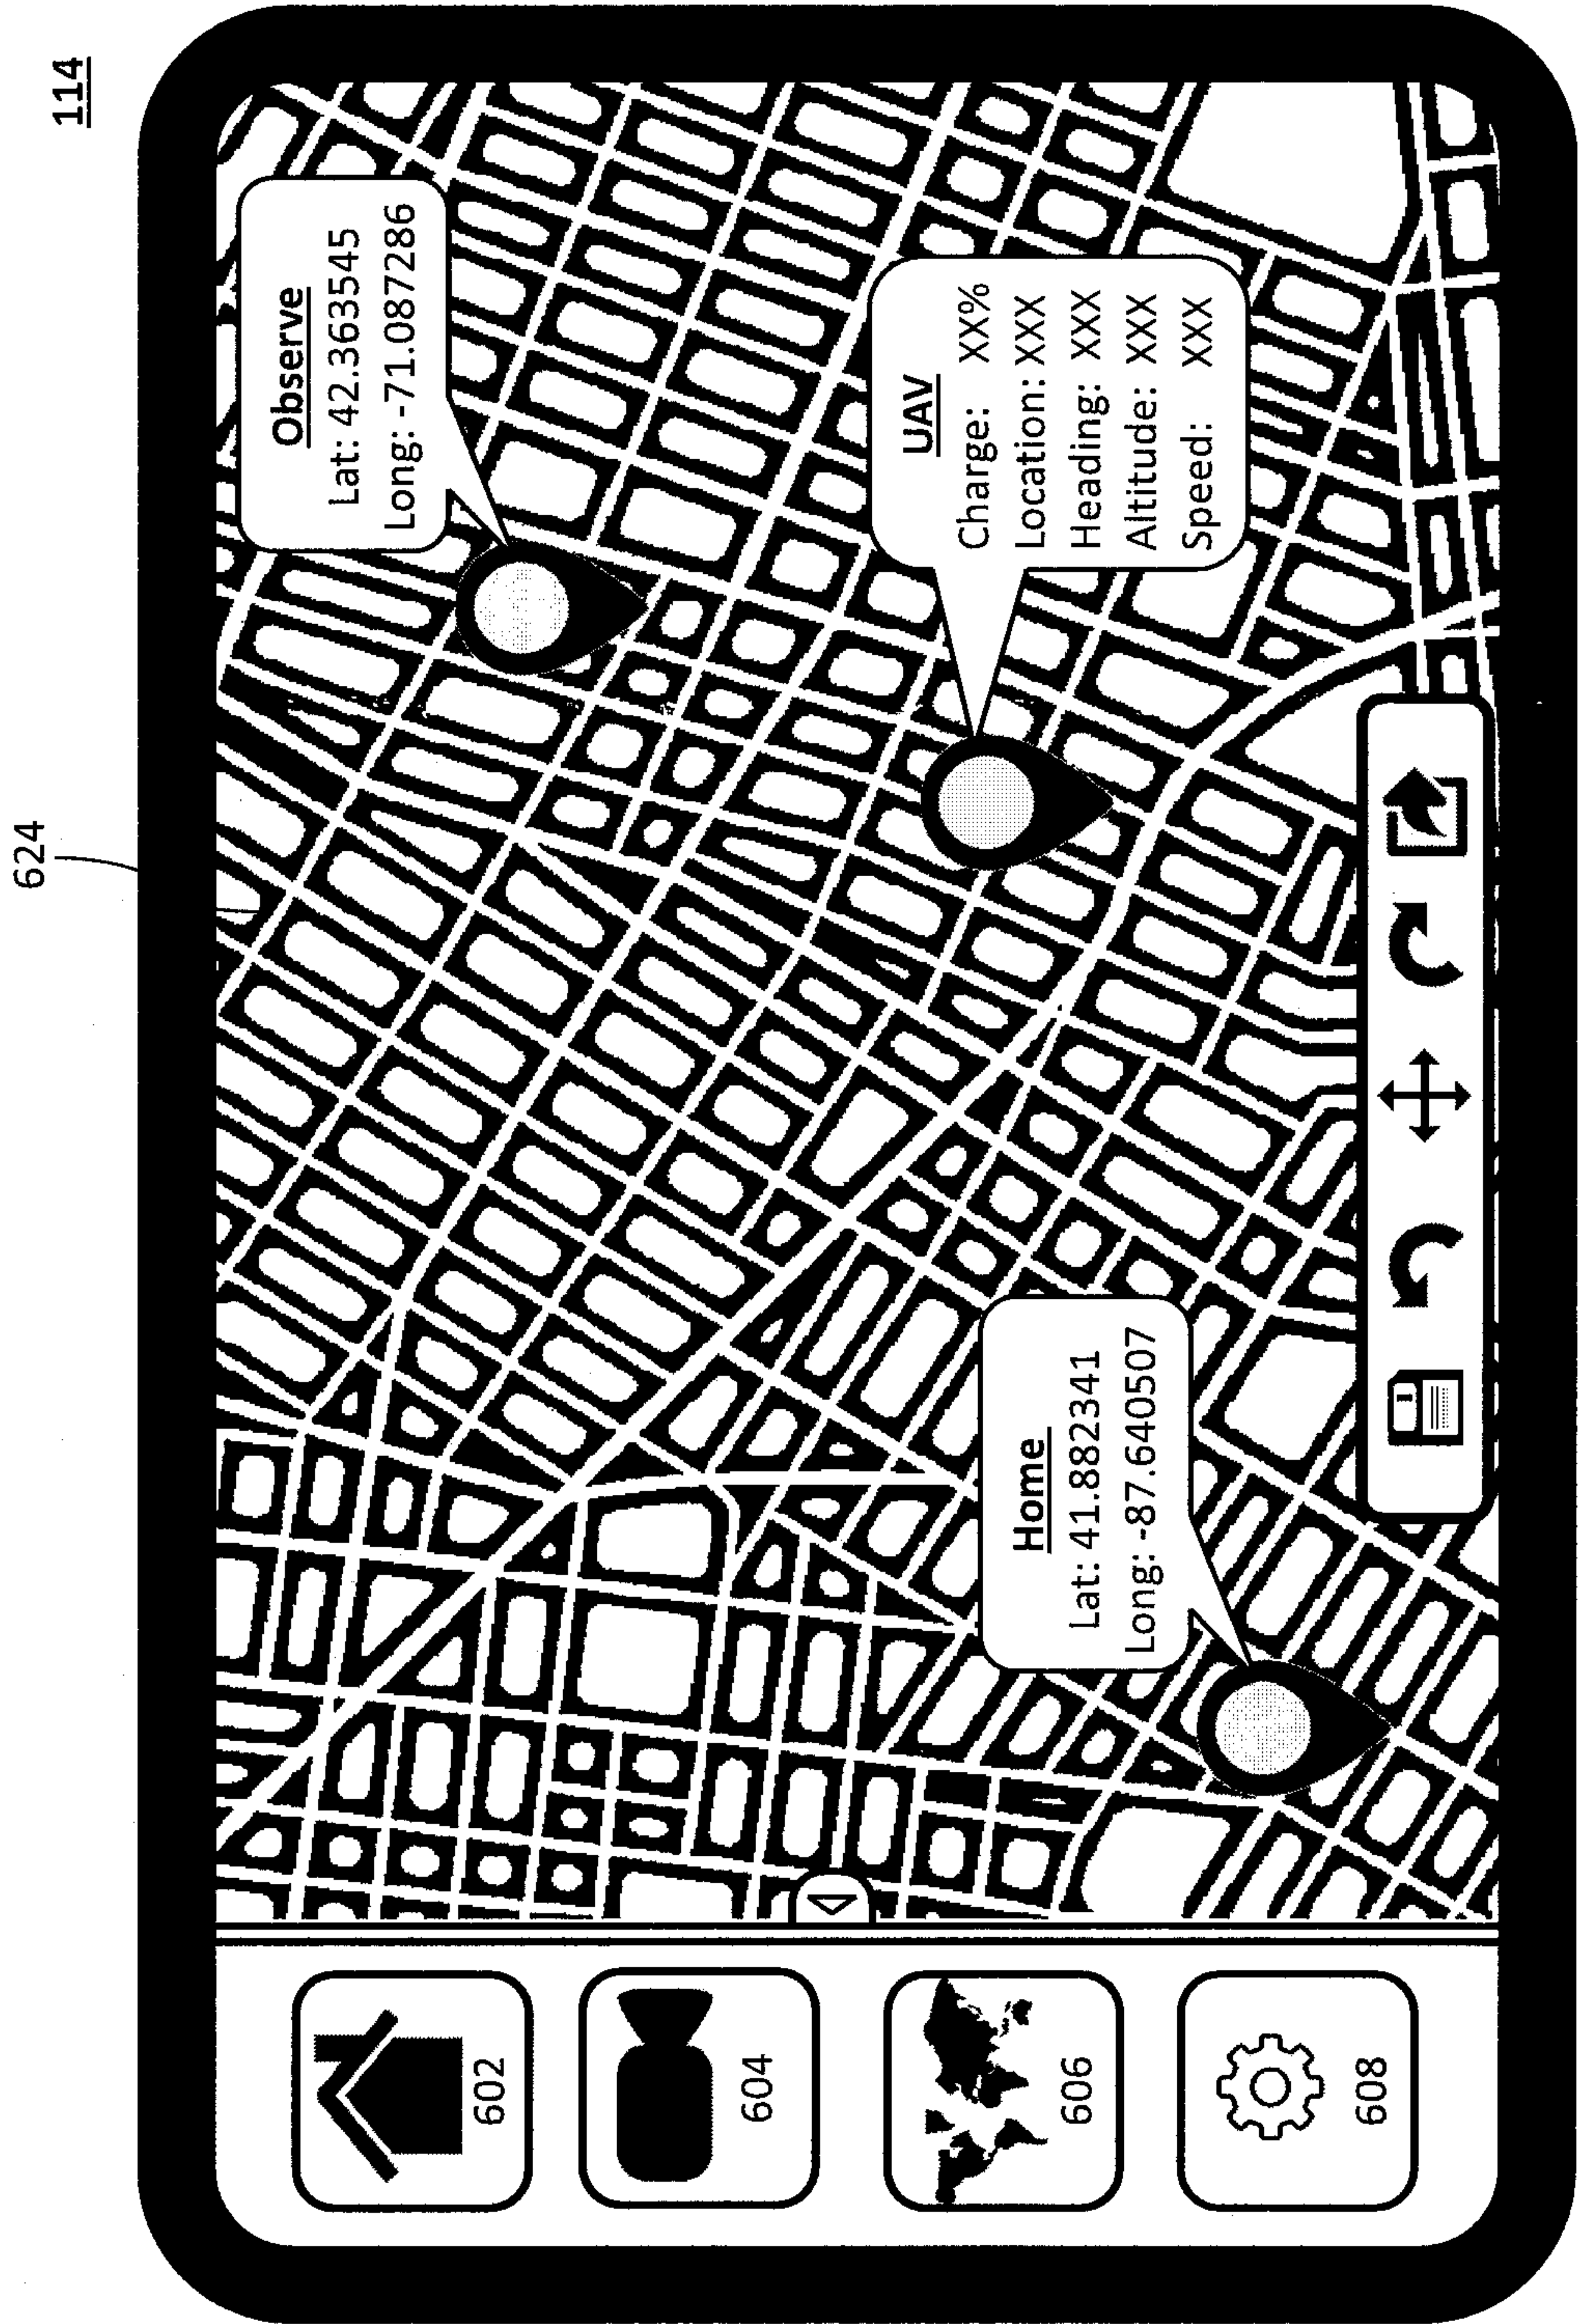 114
624
602
604
606
608
Observe
Lat: 42.363545
Long: -71.087286
UAV
Charge: XX%
Location: XXX
Heading: XXX
Altitude: XXX
Speed: XXX
Home
Lat: 41.882341
Long: -87.640507